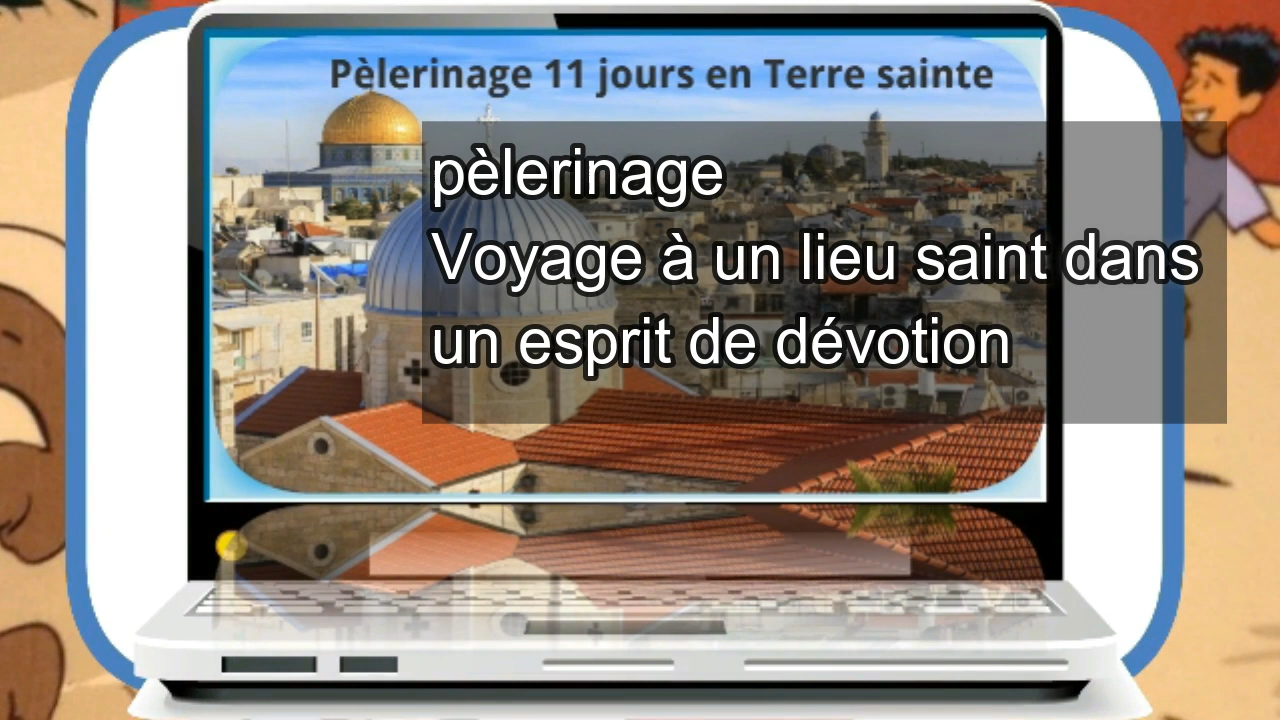 Pèlerinage 11 jours en Terre sainte
pèlerinage
Voyage à un lieu saint dans
un esprit de dévotion